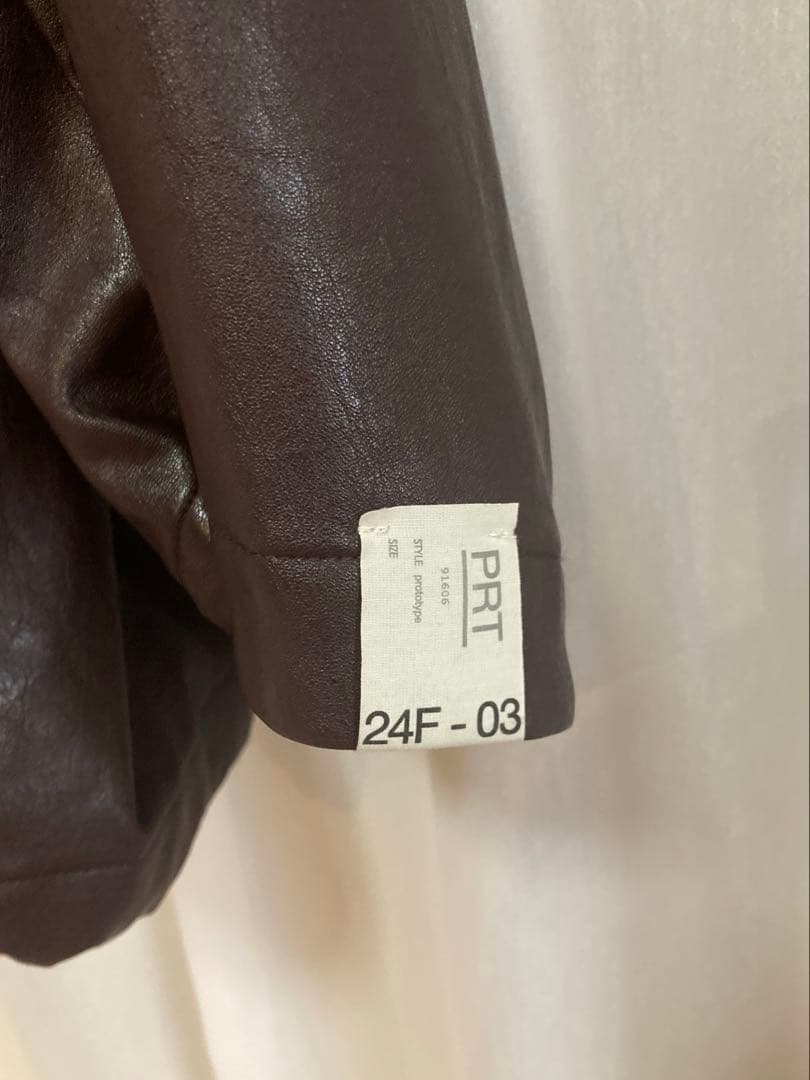 PRT
91606
STYLE prototype
SIZE
24F - 03